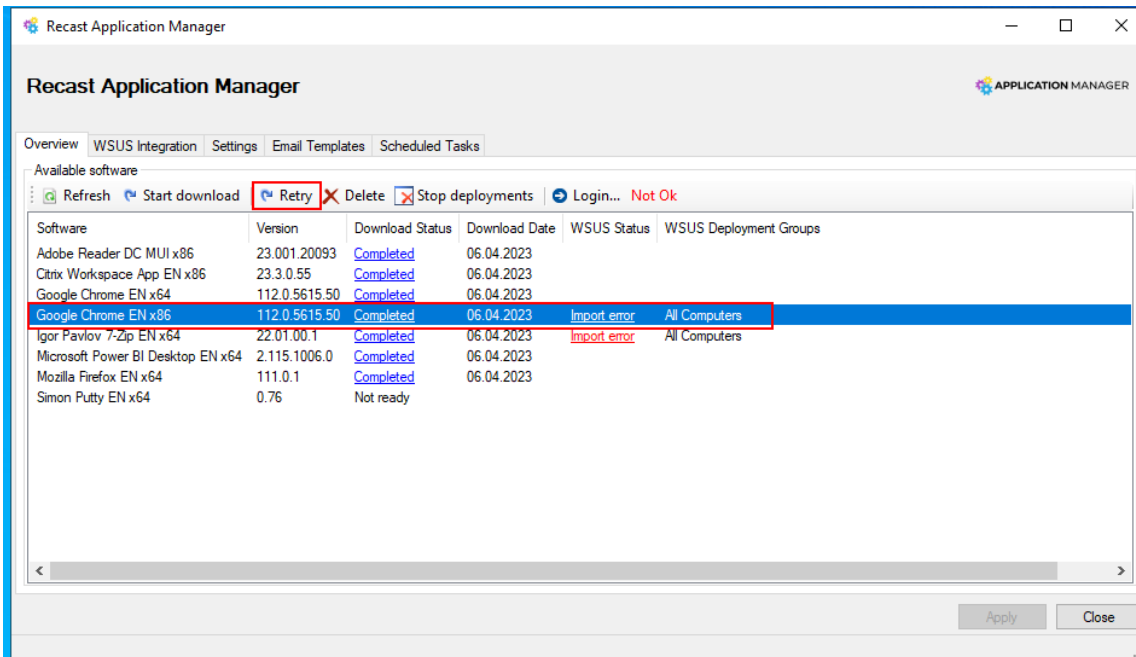 Recast Application Manager
Recast Application Manager
APPLICATION MANAGER
Overview WSUS Integration Settings Email Templates Scheduled Tasks
Available software
Refresh Start download Retry Delete Stop deployments Login... Not Ok
Software Version Download Status Download Date WSUS Status WSUS Deployment Groups
Adobe Reader DC MUI x86 23.001.20093 Completed 06.04.2023
Citrix Workspace App EN x86 23.3.0.55 Completed 06.04.2023
Google Chrome EN x64 112.0.5615.50 Completed 06.04.2023
Google Chrome EN x86 112.0.5615.50 Completed 06.04.2023 Import error All Computers
Igor Pavlov 7-Zip EN x64 22.01.00.1 Completed 06.04.2023 Import error All Computers
Microsoft Power BI Desktop EN x64 2.115.1006.0 Completed 06.04.2023
Mozilla Firefox EN x64 111.0.1 Completed 06.04.2023
Simon Putty EN x64 0.76 Not ready
Apply Close